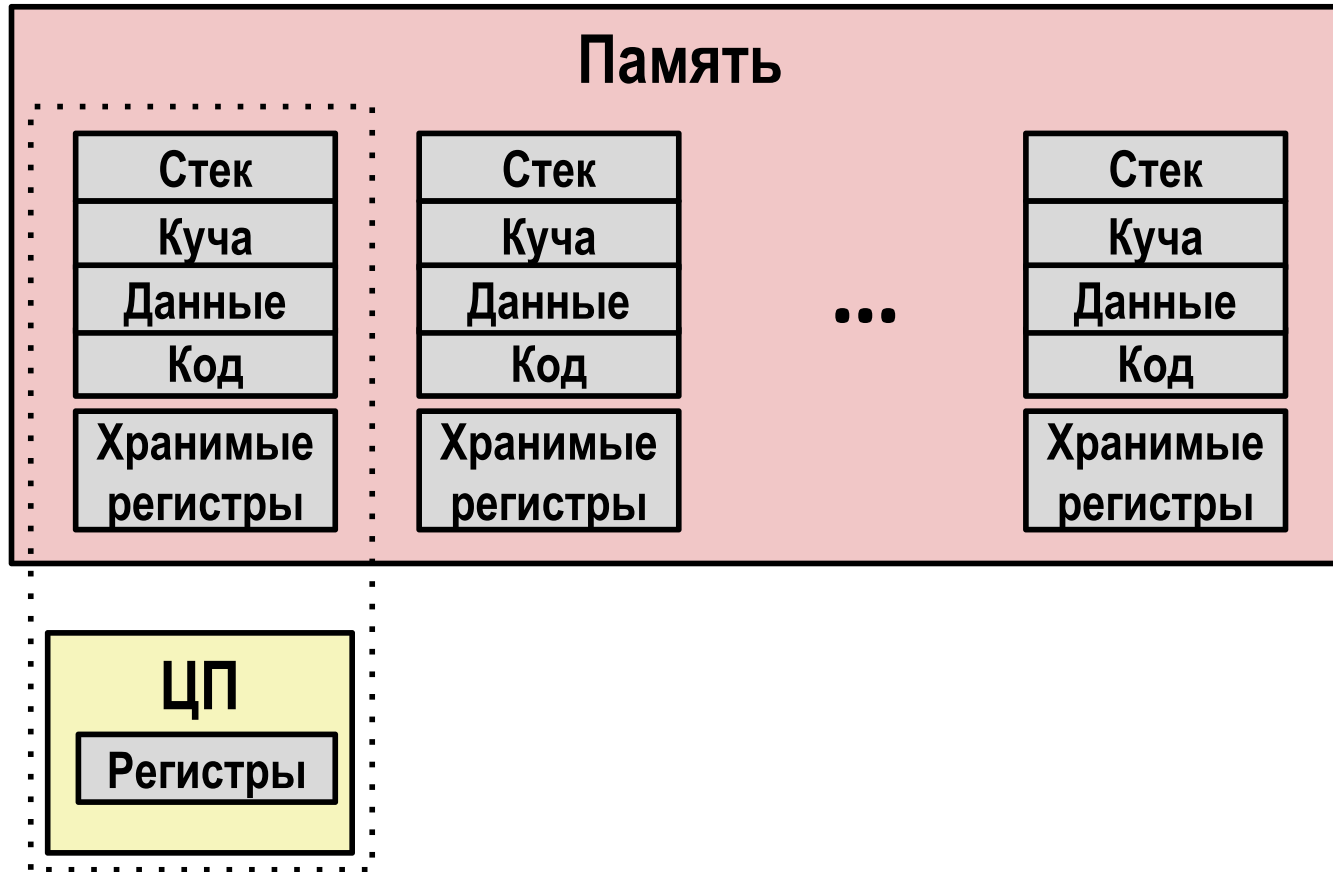 Память
Стек
Куча
Данные
Код
Хранимые
регистры
Стек
Куча
Данные
Код
Хранимые
регистры
...
Стек
Куча
Данные
Код
Хранимые
регистры
ЦП
Регистры